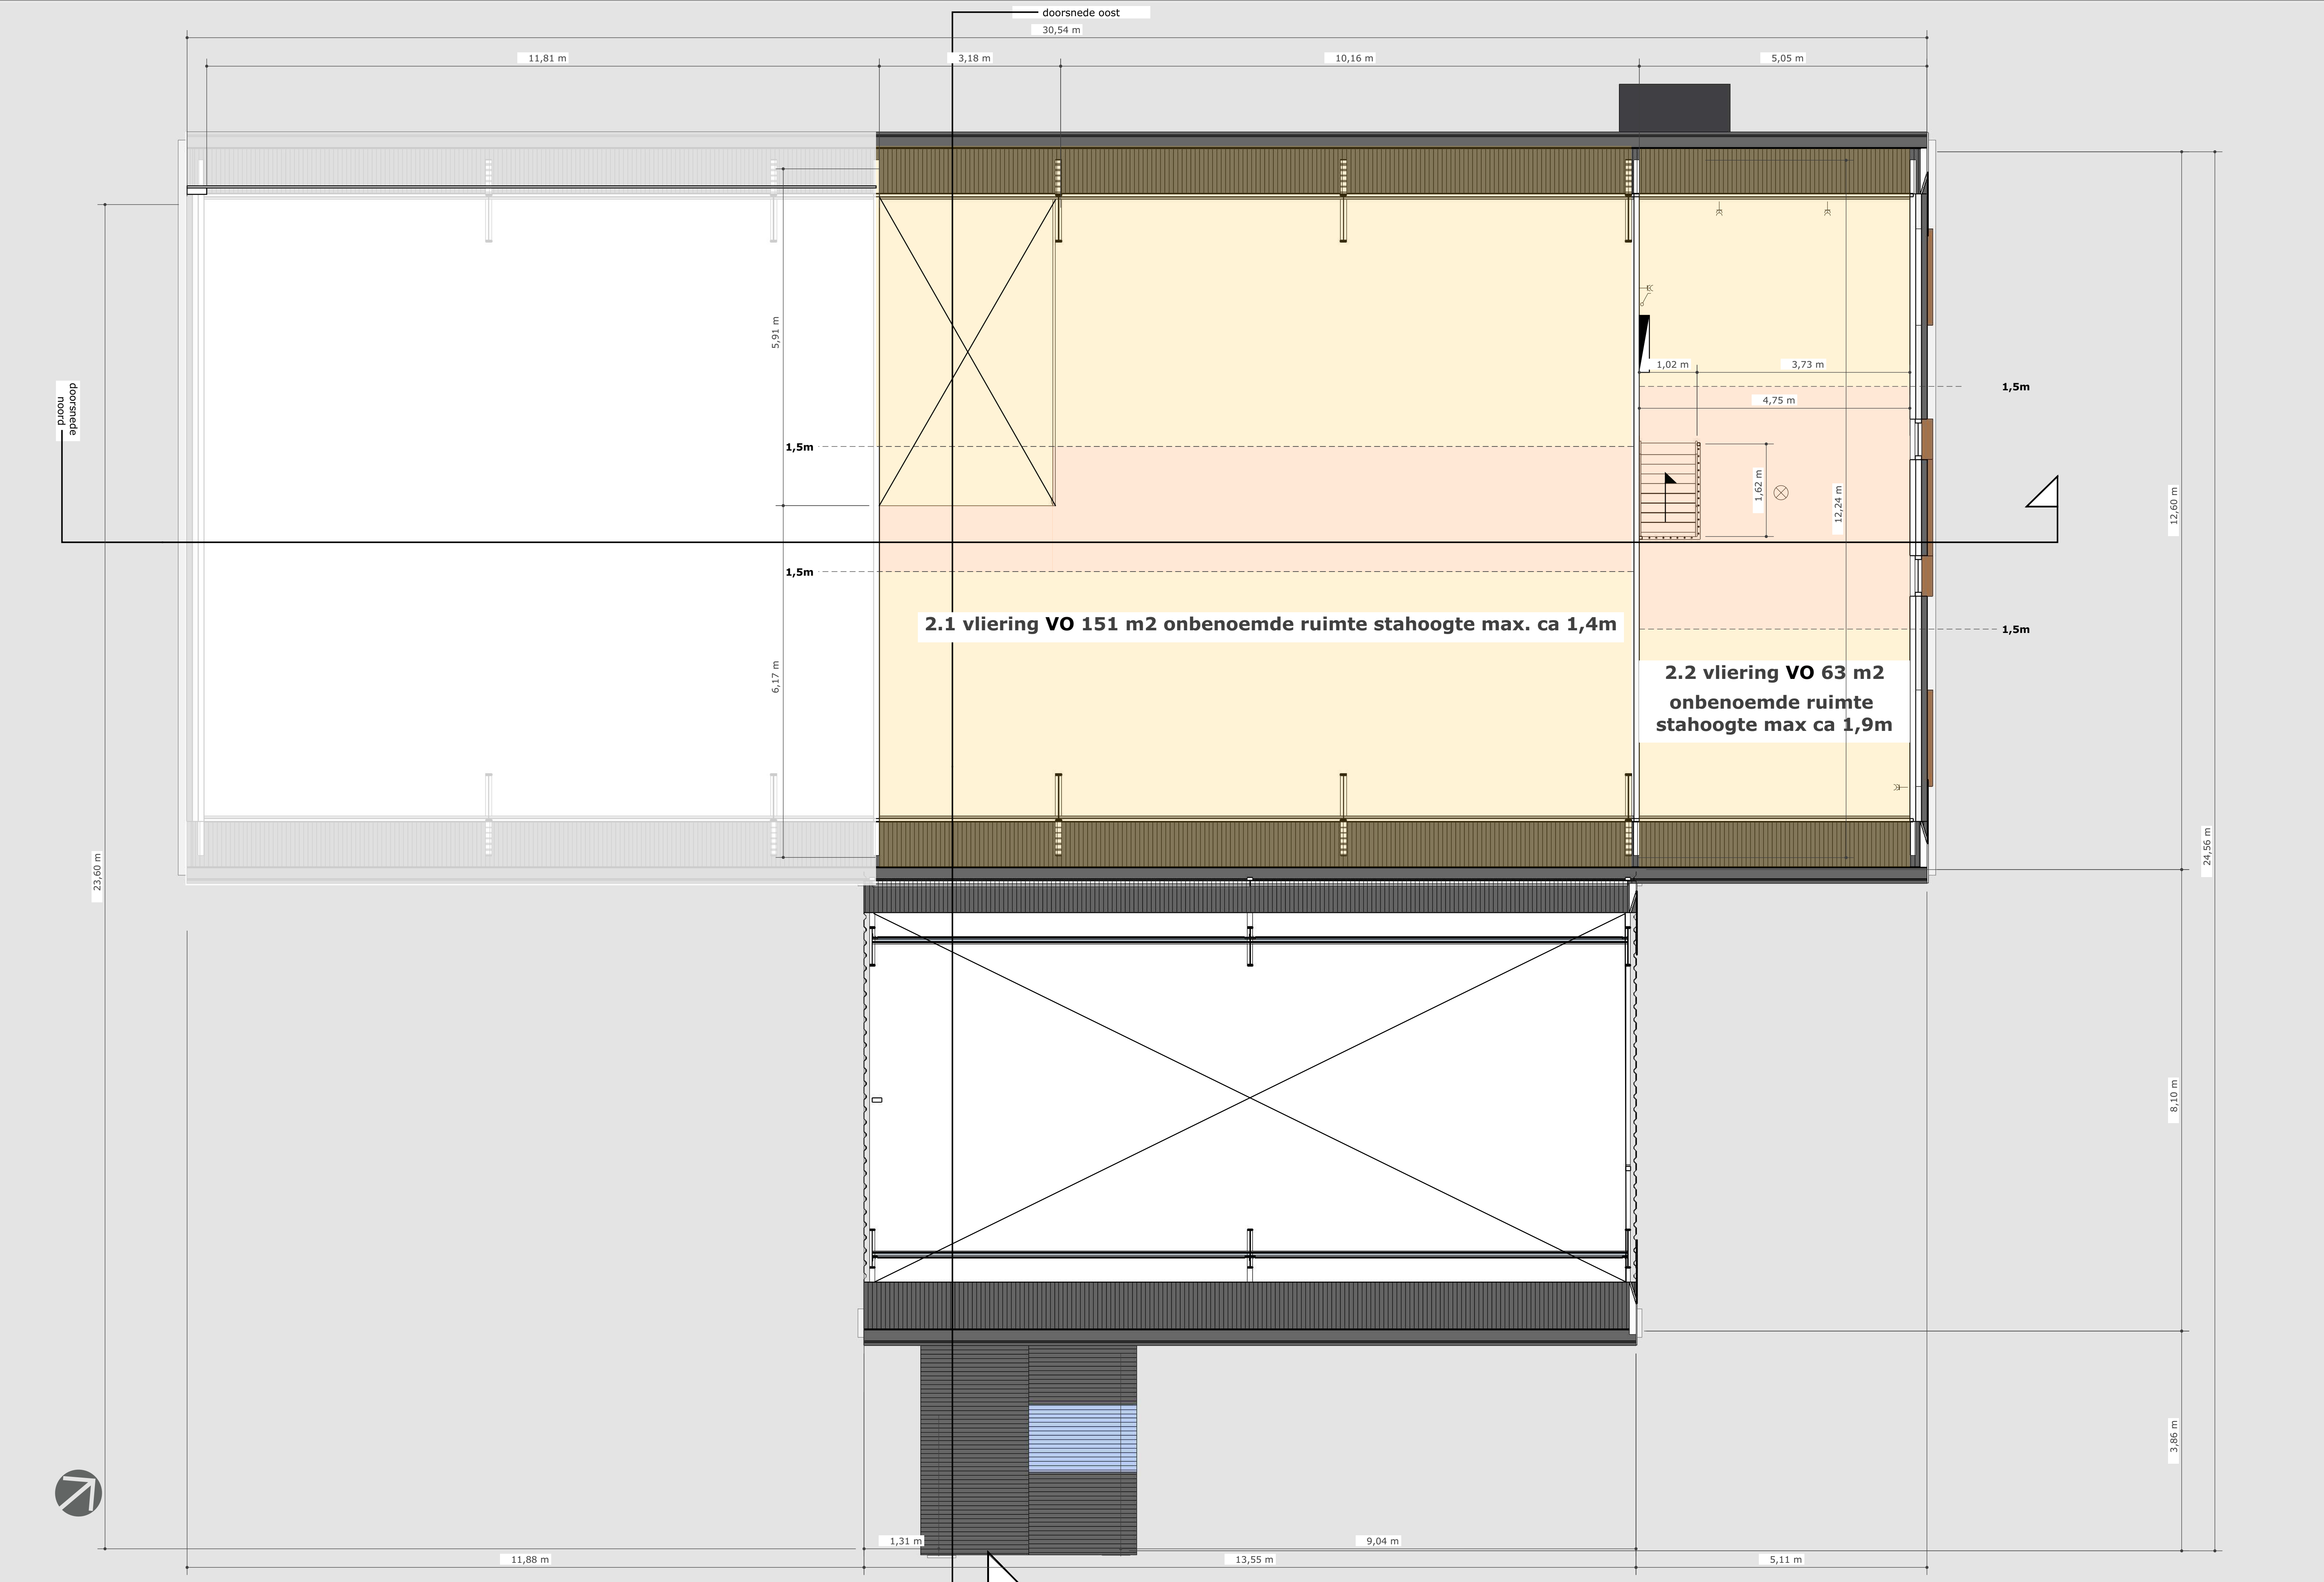 doorsnede oost
30,54 m
11,81 m
3,18 m
10,16 m
5,05 m
5,91 m
1,02 m
3,73 m
1,5m
4,75 m
doorsnede
noord
1,5m
1,62 m
12,24 m
12,60 m
1,5m
2.1 vliering VO 151 m2 onbenoemde ruimte stahoogte max. ca 1,4m
1,5m
6,17 m
2.2 vliering VO 63 m2
onbenoemde ruimte
stahoogte max ca 1,9m
23,60 m
24,56 m
8,10 m
3,86 m
1,31 m
9,04 m
11,88 m
13,55 m
5,11 m